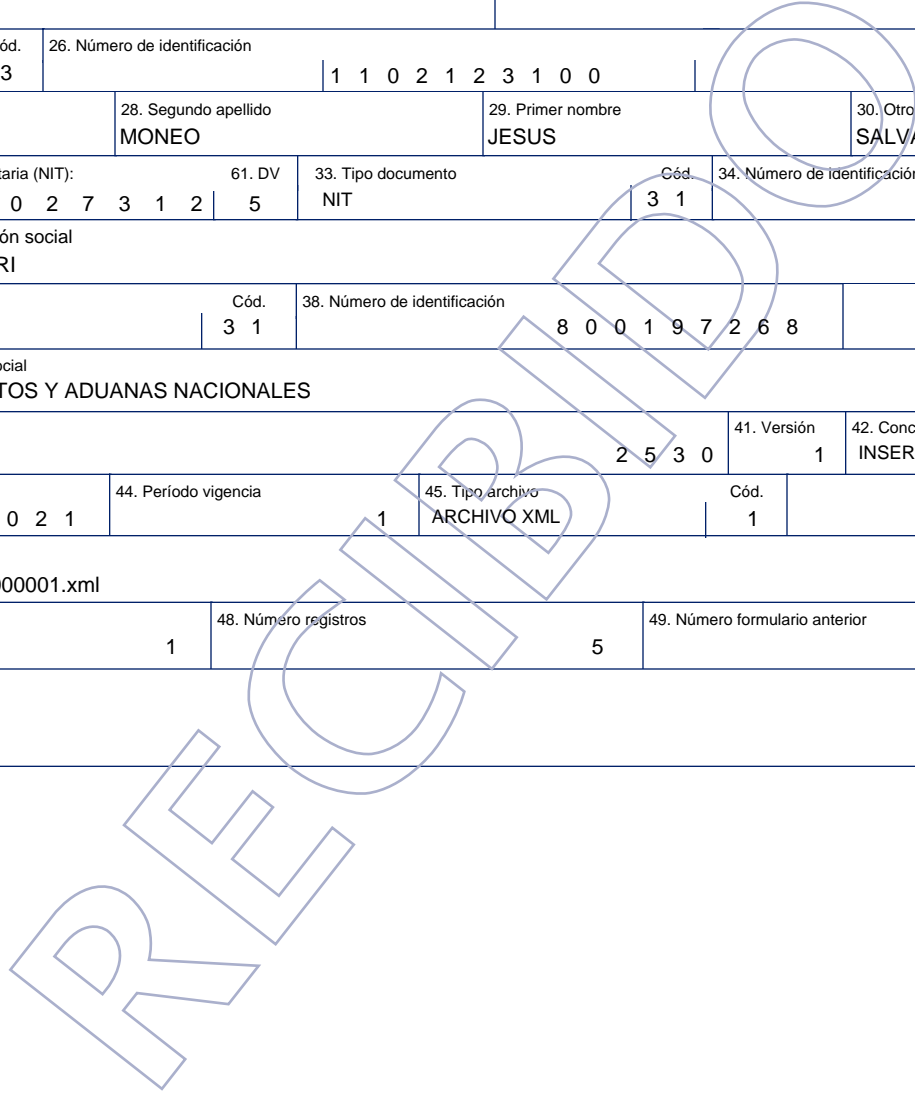 ód. 26. Número de identificación
3 1 1 0 2 1 2 3 1 0 0
28. Segundo apellido 29. Primer nombre 30. Otro
MONEO JESUS SALVA
taria (NIT): 61. DV 33. Tipo documento Cód. 34. Número de identificación
0 2 7 3 1 2 5 NIT 3 1
ón social
RI
Cód. 38. Número de identificación
3 1 8 0 0 1 9 7 2 6 8
ocial
TOS Y ADUANAS NACIONALES
41. Versión 42. Conc
2 5 3 0 1 INSER
44. Período vigencia 45. Tipo archivo Cód.
0 2 1 1 ARCHIVO XML 1
000001.xml
48. Número registros 49. Número formulario anterior
1 5
RECIBIDO